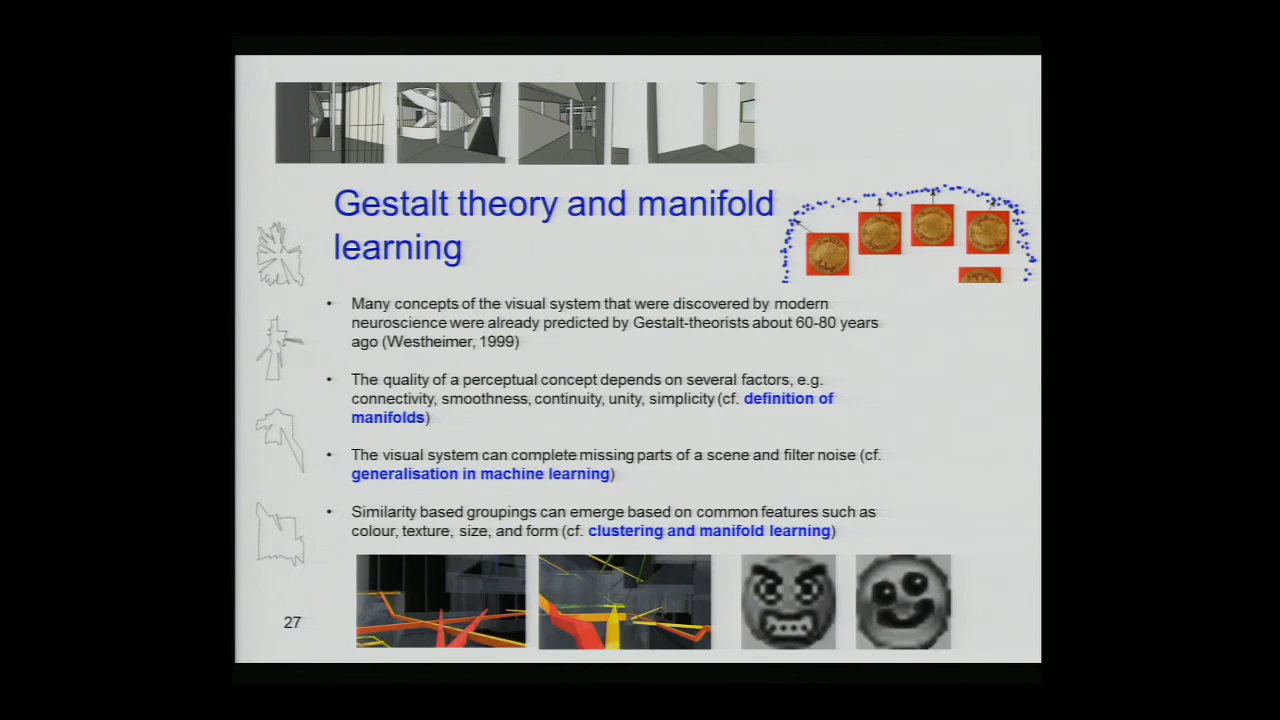 Gestalt theory and manifold
learning
• Many concepts of the visual system that were discovered by modern
neuroscience were already predicted by Gestalt-theorists about 60-80 years
ago (Westheimer, 1999)
• The quality of a perceptual concept depends on several factors, e.g.
connectivity, smoothness, continuity, unity, simplicity (cf. definition of
manifolds)
• The visual system can complete missing parts of a scene and filter noise (cf.
generalisation in machine learning)
• Similarity based groupings can emerge based on common features such as
colour, texture, size, and form (cf. clustering and manifold learning)
27